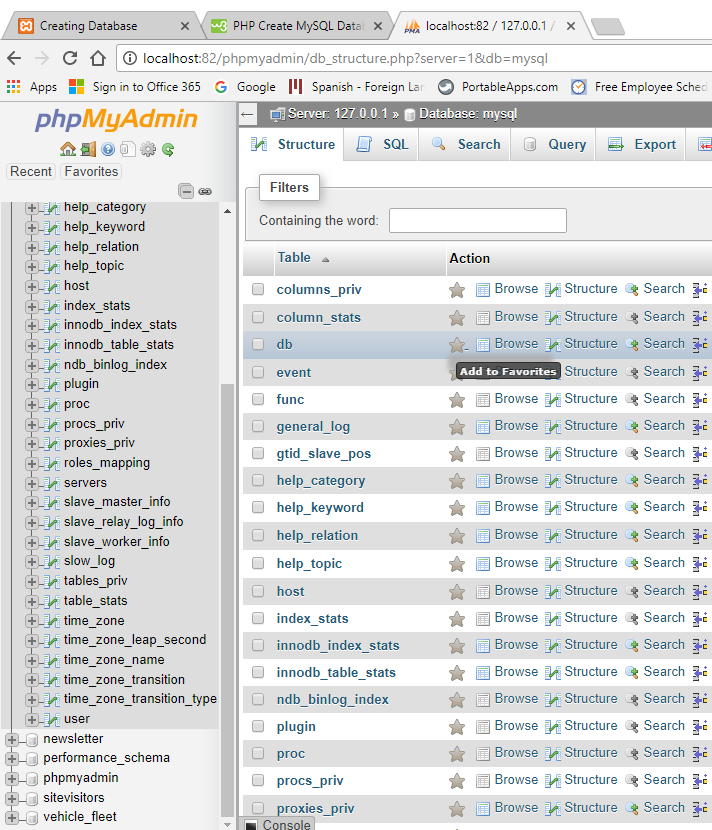 Creating Database
PHP Create MySQL Datab
localhost:82 / 127.0.0.1 /
localhost:82/phpmyadmin/db_structure.php?server=1&db=mysql
Apps
Sign in to Office 365
Google
Spanish - Foreign Lan
PortableApps.com
Free Employee Sched
phpMyAdmin
Recent
Favorites
help_category
help_keyword
help_relation
help_topic
host
index_stats
innodb_index_stats
innodb_table_stats
ndb_binlog_index
plugin
proc
procs_priv
proxies_priv
roles_mapping
servers
slave_master_info
slave_relay_log_info
slave_worker_info
slow_log
tables_priv
table_stats
time_zone
time_zone_leap_second
time_zone_name
time_zone_transition
time_zone_transition_type
user
newsletter
performance_schema
phpmyadmin
sitevisitors
vehicle_fleet
Server: 127.0.0.1 » Database: mysql
Structure SQL Search Query Export
Filters
Containing the word:
Table Action
columns_priv Browse Structure Search
column_stats Browse Structure Search
db Browse Structure Search
Add to Favorites
event Browse Structure Search
func Browse Structure Search
general_log Browse Structure Search
gtid_slave_pos Browse Structure Search
help_category Browse Structure Search
help_keyword Browse Structure Search
help_relation Browse Structure Search
help_topic Browse Structure Search
host Browse Structure Search
index_stats Browse Structure Search
innodb_index_stats Browse Structure Search
innodb_table_stats Browse Structure Search
ndb_binlog_index Browse Structure Search
plugin Browse Structure Search
proc Browse Structure Search
procs_priv Browse Structure Search
proxies_priv Browse Structure Search
Console